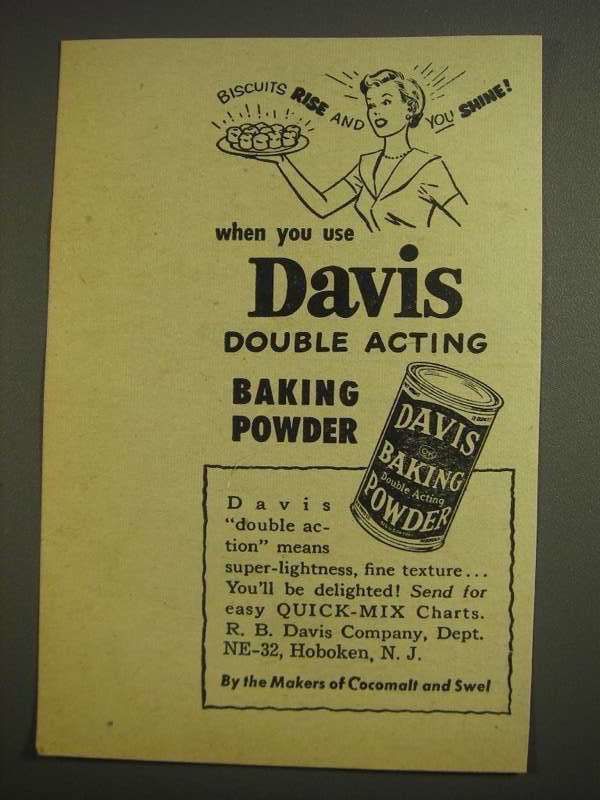 BISCUITS RISE AND YOU SHINE!
when you use
Davis
DOUBLE ACTING
BAKING
POWDER
DAVIS
BAKING
Double Acting
POWDER
Davis
"double ac-
tion" means
super-lightness, fine texture...
You'll be delighted! Send for
easy QUICK-MIX Charts.
R. B. Davis Company, Dept.
NE-32, Hoboken, N. J.
By the Makers of Cocomalt and Swel